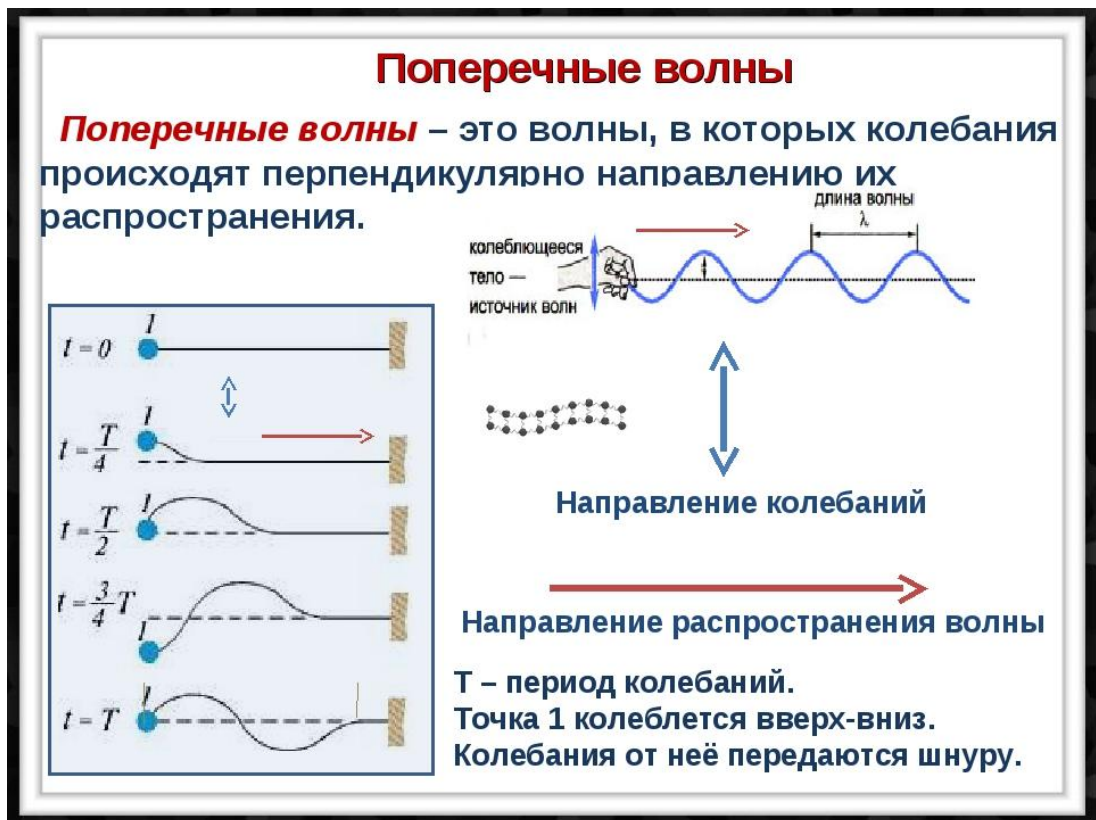 Поперечные волны
Поперечные волны – это волны, в которых колебания
происходят перпендикулярно направлению их
распространения.
длина волны
λ
колеблющееся
тело —
источник волн
t = 0
1
t = T/4
1
t = T/2
1
t = 3/4 T
1
t = T
1
Направление колебаний
Направление распространения волны
Т – период колебаний.
Точка 1 колеблется вверх-вниз.
Колебания от неё передаются шнуру.